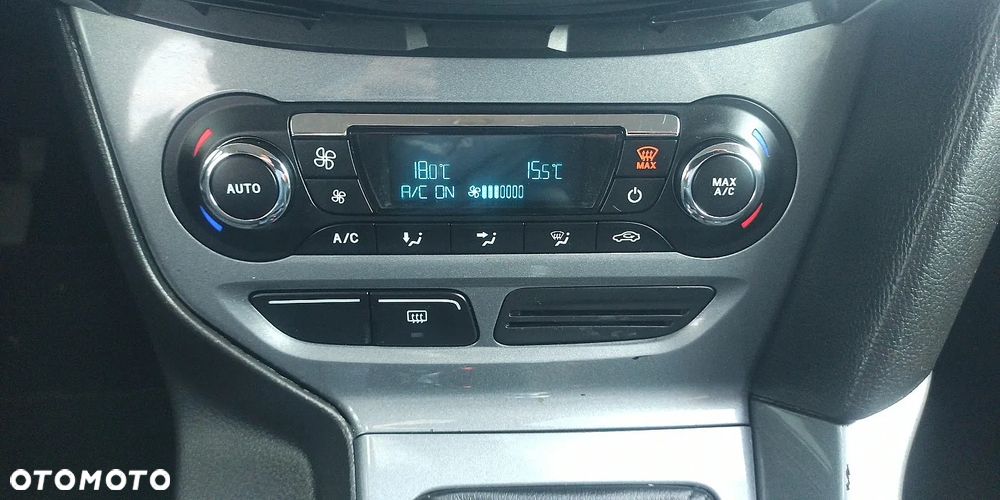 18.0°C 15.5°C
MAX
AUTO
A/C ON
MAX
A/C
A/C
OTOMOTO